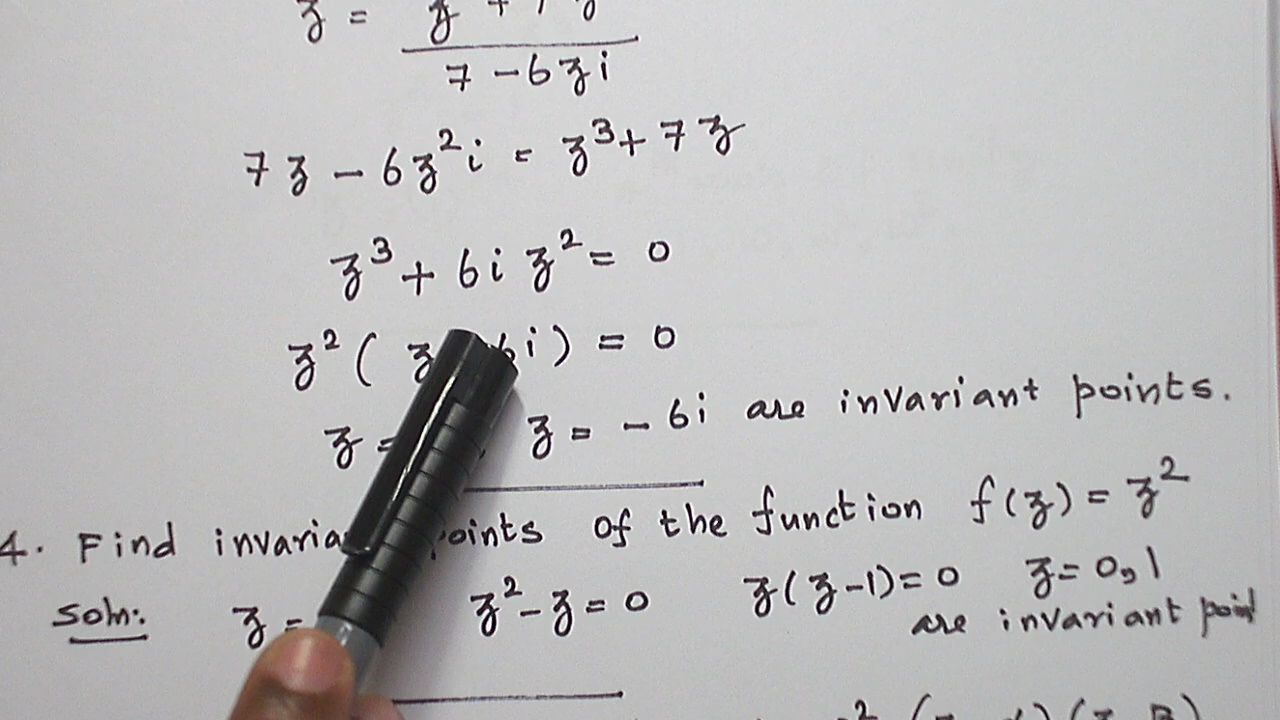 z =
7 - 6zi
7z - 6z²i = z³ + 7z
z³ + 6i z² = 0
z² ( z 6i ) = 0
z = z = - 6i are invariant points.
4. Find points of the function f(z) = z²
Soln: z = z² - z = 0 z(z-1) = 0 z = 0, 1
are invariant